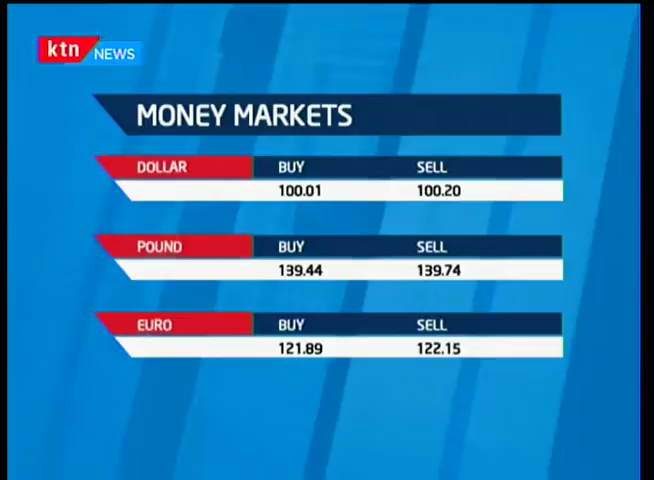 ktn NEWS
MONEY MARKETS
DOLLAR BUY SELL
100.01 100.20
POUND BUY SELL
139.44 139.74
EURO BUY SELL
121.89 122.15